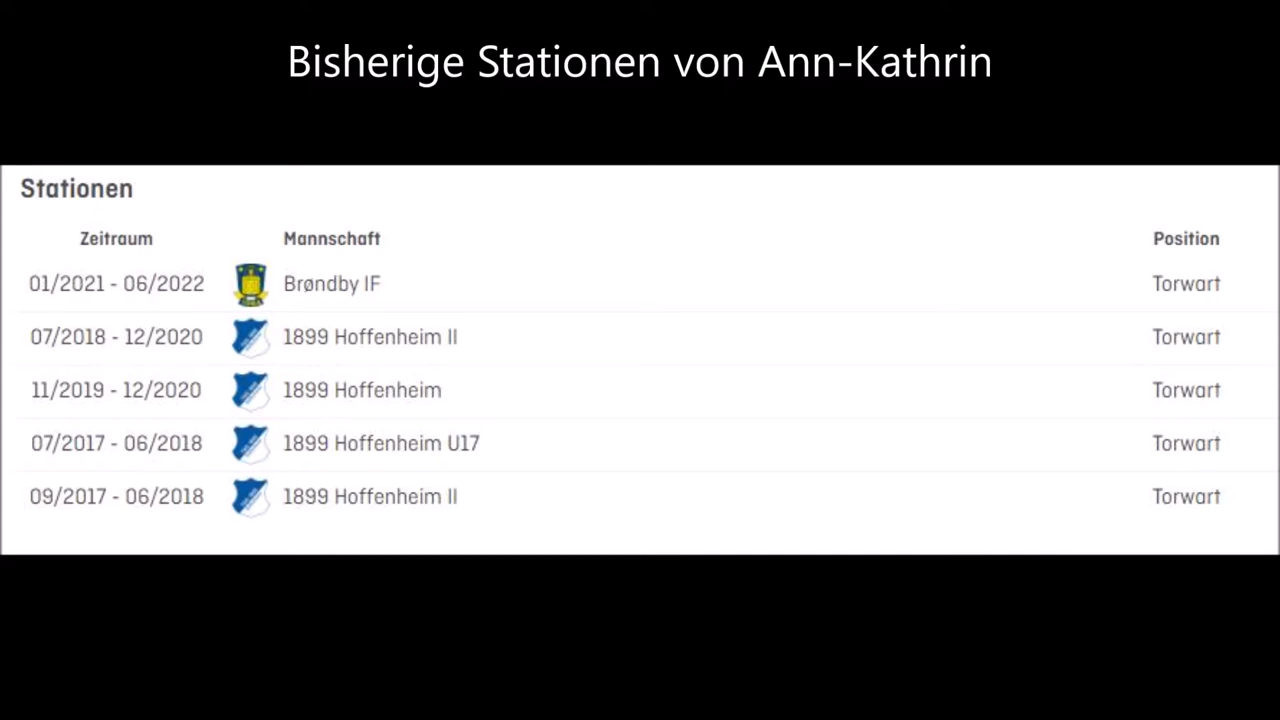 Bisherige Stationen von Ann-Kathrin
Stationen
Zeitraum Mannschaft Position
01/2021 - 06/2022 Brøndby IF Torwart
07/2018 - 12/2020 1899 Hoffenheim II Torwart
11/2019 - 12/2020 1899 Hoffenheim Torwart
07/2017 - 06/2018 1899 Hoffenheim U17 Torwart
09/2017 - 06/2018 1899 Hoffenheim II Torwart